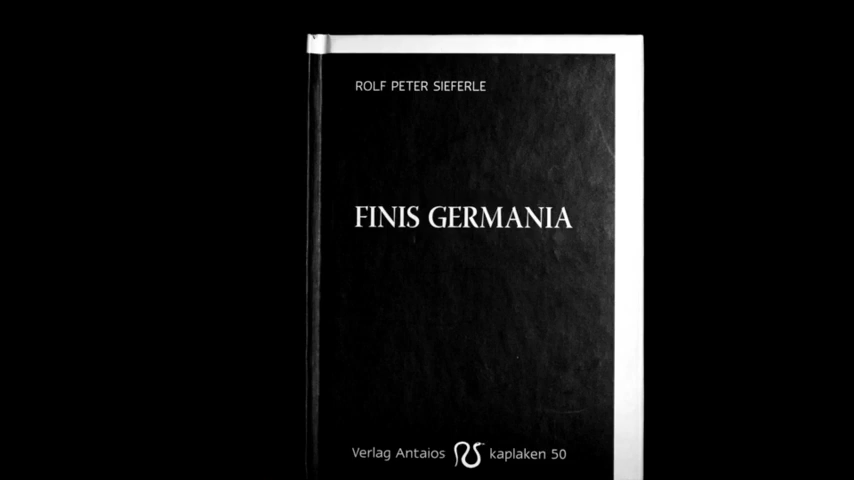 ROLF PETER SIEFERLE
FINIS GERMANIA
Verlag Antaios kaplaken 50